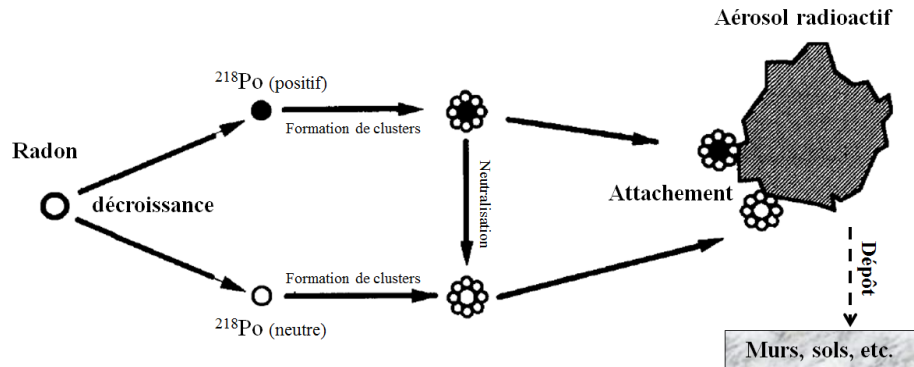 Aérosol radioactif
²¹⁸Po (positif)
Formation de clusters
Radon
décroissance
Neutralisation
Attachement
Formation de clusters
²¹⁸Po (neutre)
Dépôt
Murs, sols, etc.